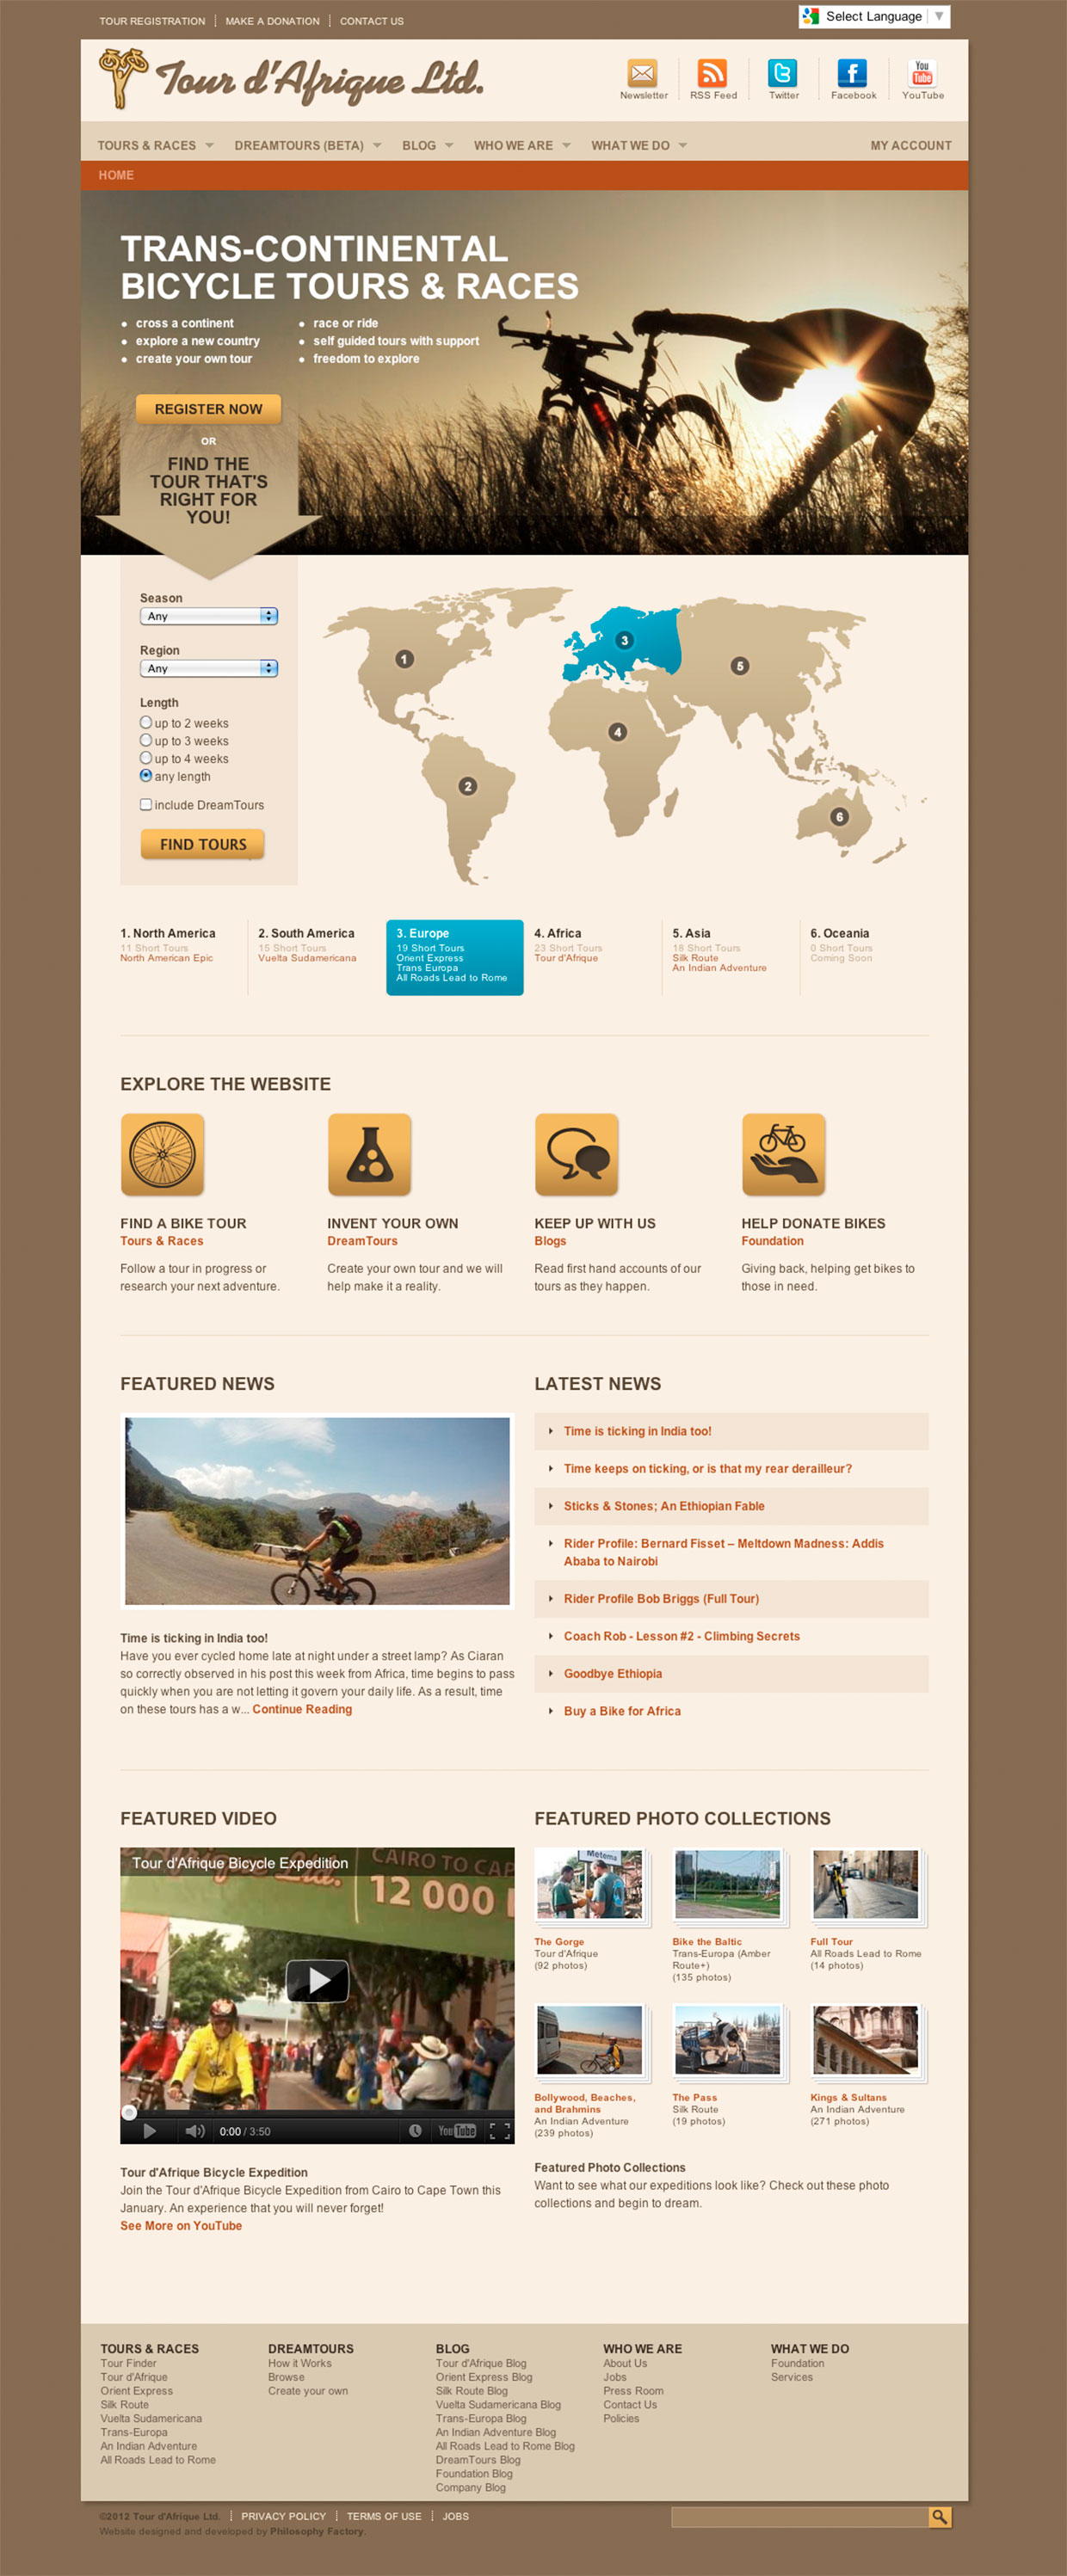 TOUR REGISTRATION
MAKE A DONATION
CONTACT US
Select Language
Tour d'Afrique Ltd.
Newsletter
RSS Feed
Twitter
Facebook
You
Tube
YouTube
TOURS & RACES
DREAMTOURS (BETA)
BLOG
WHO WE ARE
WHAT WE DO
MY ACCOUNT
HOME
TRANS-CONTINENTAL
BICYCLE TOURS & RACES
cross a continent
explore a new country
create your own tour
race or ride
self guided tours with support
freedom to explore
REGISTER NOW
OR
FIND THE
TOUR THAT'S
RIGHT FOR
YOU!
Season
Any
Region
Any
Length
up to 2 weeks
up to 3 weeks
up to 4 weeks
any length
include DreamTours
FIND TOURS
1
2
3
4
5
6
1. North America
11 Short Tours
North American Epic
2. South America
15 Short Tours
Vuelta Sudamericana
3. Europe
19 Short Tours
Orient Express
Trans Europa
All Roads Lead to Rome
4. Africa
23 Short Tours
Tour d'Afrique
5. Asia
18 Short Tours
Silk Route
An Indian Adventure
6. Oceania
0 Short Tours
Coming Soon
EXPLORE THE WEBSITE
FIND A BIKE TOUR
Tours & Races
Follow a tour in progress or
research your next adventure.
INVENT YOUR OWN
DreamTours
Create your own tour and we will
help make it a reality.
KEEP UP WITH US
Blogs
Read first hand accounts of our
tours as they happen.
HELP DONATE BIKES
Foundation
Giving back, helping get bikes to
those in need.
FEATURED NEWS
Time is ticking in India too!
Have you ever cycled home late at night under a street lamp? As Ciaran
so correctly observed in his post this week from Africa, time begins to pass
quickly when you are not letting it govern your daily life. As a result, time
on these tours has a w... Continue Reading
LATEST NEWS
Time is ticking in India too!
Time keeps on ticking, or is that my rear derailleur?
Sticks & Stones; An Ethiopian Fable
Rider Profile: Bernard Fisset – Meltdown Madness: Addis
Ababa to Nairobi
Rider Profile Bob Briggs (Full Tour)
Coach Rob - Lesson #2 - Climbing Secrets
Goodbye Ethiopia
Buy a Bike for Africa
FEATURED VIDEO
Tour d'Afrique Bicycle Expedition
CAIRO TO CAP
Ltd.
12 000
0:00 / 3:50
YouTube
Tour d'Afrique Bicycle Expedition
Join the Tour d'Afrique Bicycle Expedition from Cairo to Cape Town this
January. An experience that you will never forget!
See More on YouTube
FEATURED PHOTO COLLECTIONS
Metema
The Gorge
Tour d'Afrique
(92 photos)
Bike the Baltic
Trans-Europa (Amber
Route+)
(135 photos)
Full Tour
All Roads Lead to Rome
(14 photos)
Bollywood, Beaches,
and Brahmins
An Indian Adventure
(239 photos)
The Pass
Silk Route
(19 photos)
Kings & Sultans
An Indian Adventure
(271 photos)
Featured Photo Collections
Want to see what our expeditions look like? Check out these photo
collections and begin to dream.
TOURS & RACES
Tour Finder
Tour d'Afrique
Orient Express
Silk Route
Vuelta Sudamericana
Trans-Europa
An Indian Adventure
All Roads Lead to Rome
DREAMTOURS
How it Works
Browse
Create your own
BLOG
Tour d'Afrique Blog
Orient Express Blog
Silk Route Blog
Vuelta Sudamericana Blog
Trans-Europa Blog
An Indian Adventure Blog
All Roads Lead to Rome Blog
DreamTours Blog
Foundation Blog
Company Blog
WHO WE ARE
About Us
Jobs
Press Room
Contact Us
Policies
WHAT WE DO
Foundation
Services
©2012 Tour d'Afrique Ltd.
PRIVACY POLICY
TERMS OF USE
JOBS
Website designed and developed by Philosophy Factory.